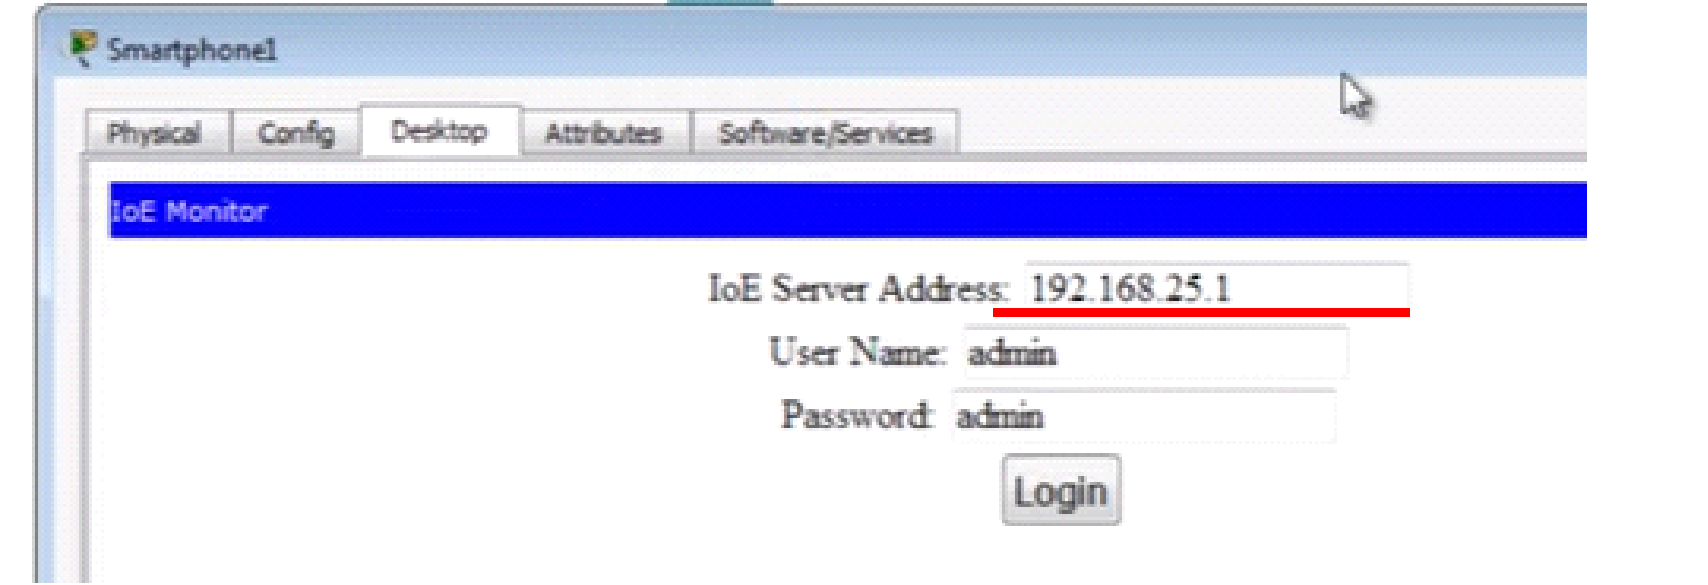 Smartphone1
Physical Config Desktop Attributes Software/Services
IoE Monitor
IoE Server Address: 192.168.25.1
User Name: admin
Password: admin
Login